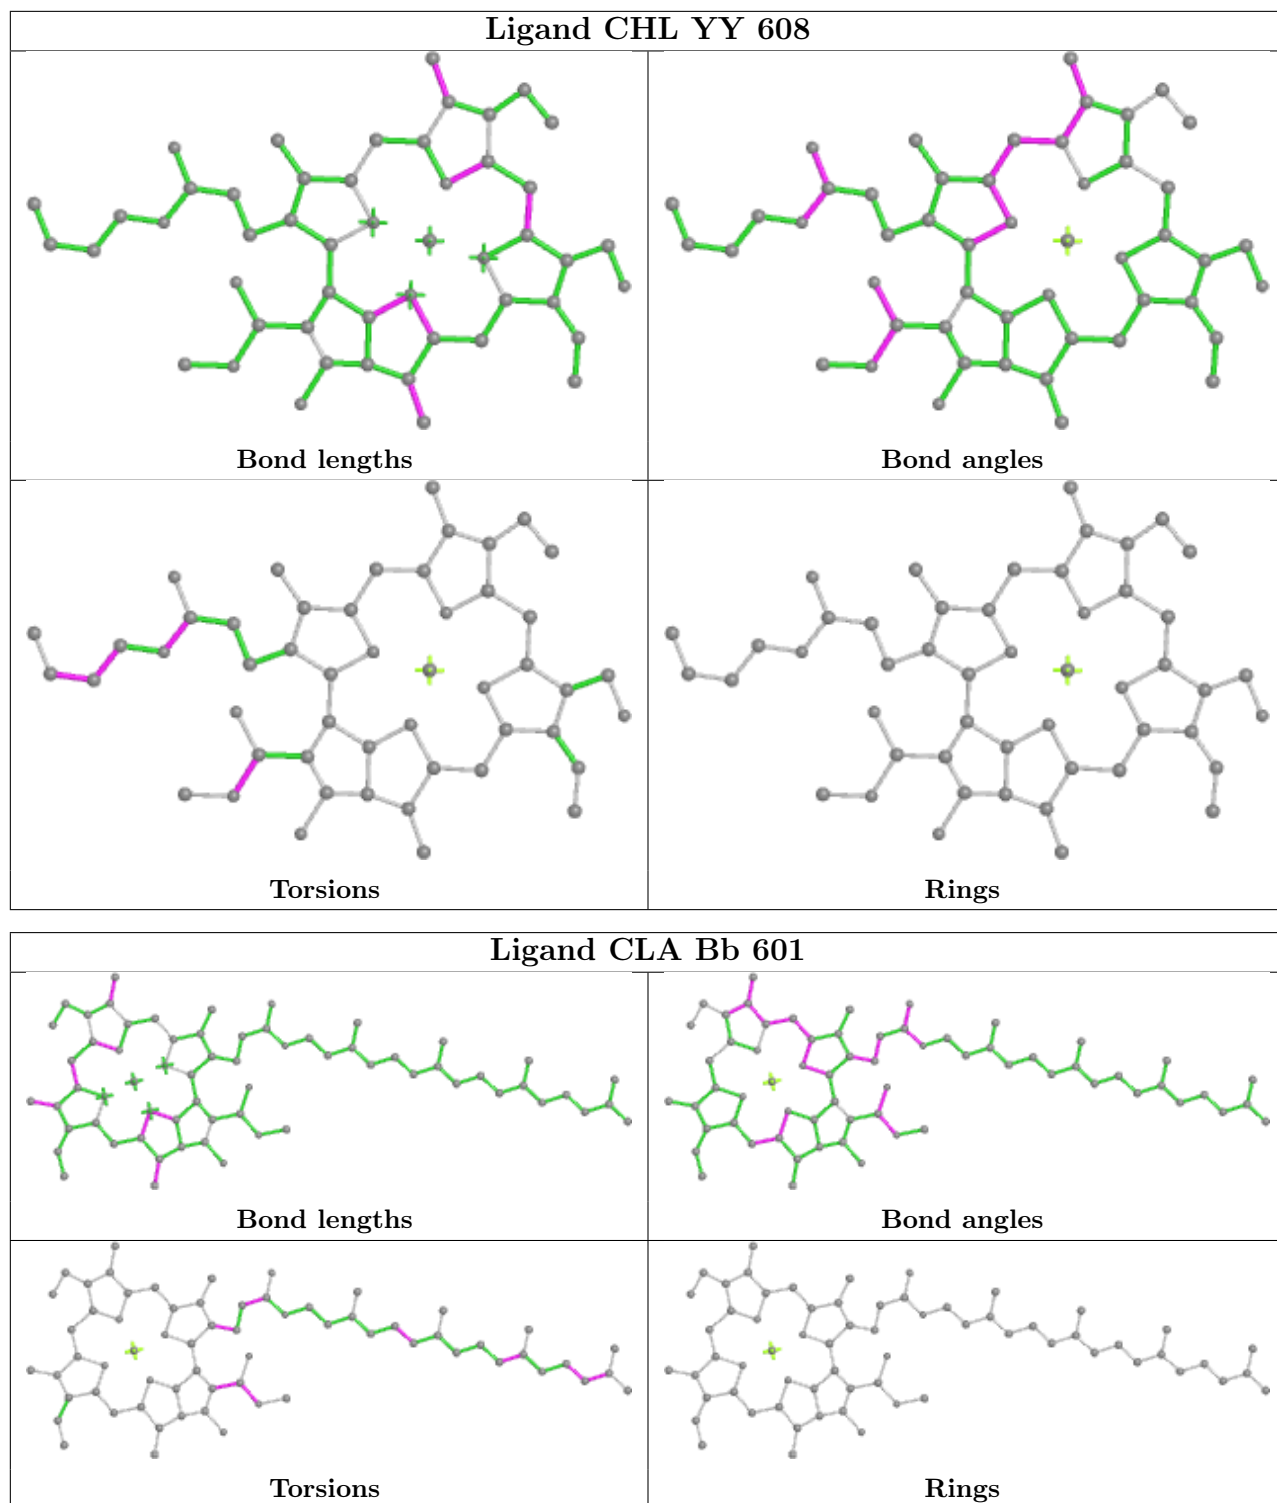 Ligand CHL YY 608
Bond lengths
Bond angles
Torsions
Rings
Ligand CLA Bb 601
Bond lengths
Bond angles
Torsions
Rings